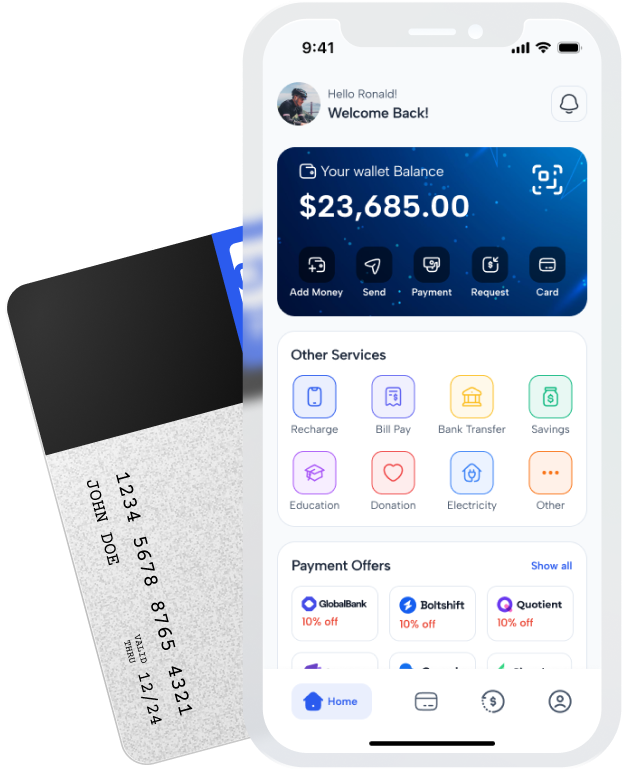 9:41
Hello Ronald!
Welcome Back!
Your wallet Balance
$23,685.00
Add Money Send Payment Request Card
Other Services
Recharge Bill Pay Bank Transfer Savings
Education Donation Electricity Other
Payment Offers Show all
GlobalBank Boltshift Quotient
10% off 10% off 10% off
Home
1234 5678 8765 4321
JOHN DOE
VALID
THRU
12/24